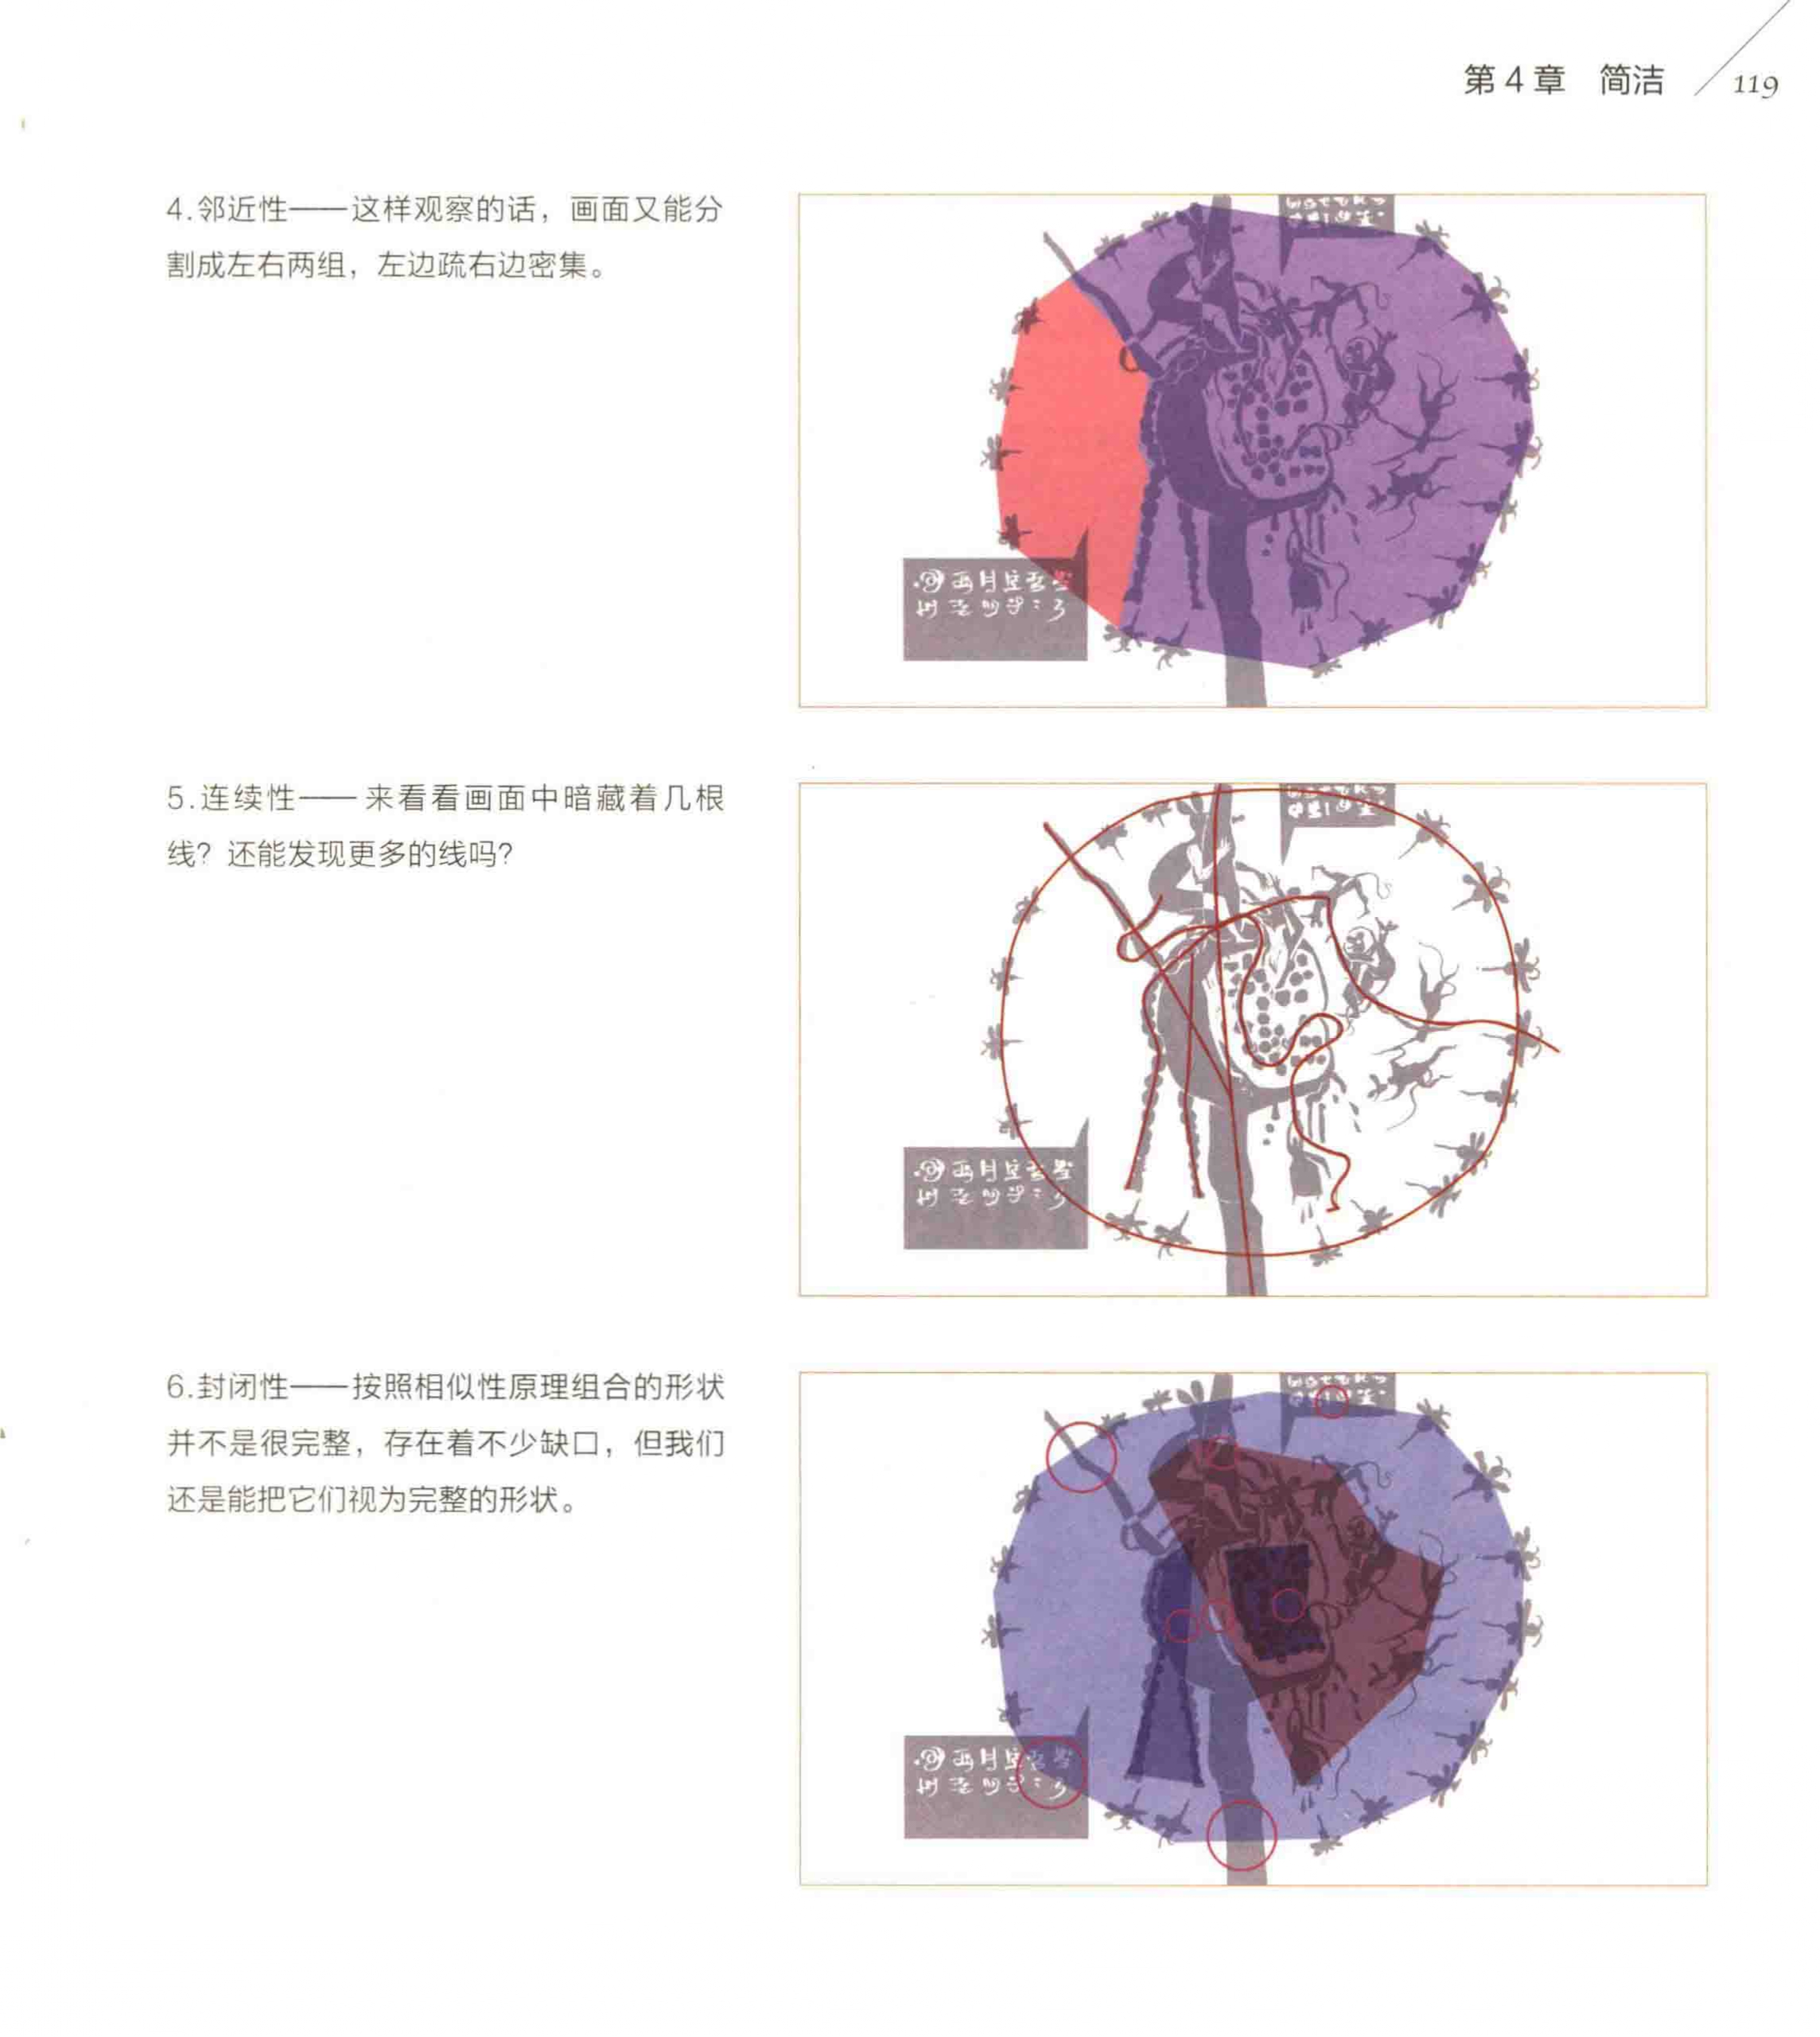 第 4 章　简洁
119
4.邻近性——这样观察的话，画面又能分
割成左右两组，左边疏右边密集。
5.连续性—— 来看看画面中暗藏着几根
线？还能发现更多的线吗？
6.封闭性——按照相似性原理组合的形状
并不是很完整，存在着不少缺口，但我们
还是能把它们视为完整的形状。